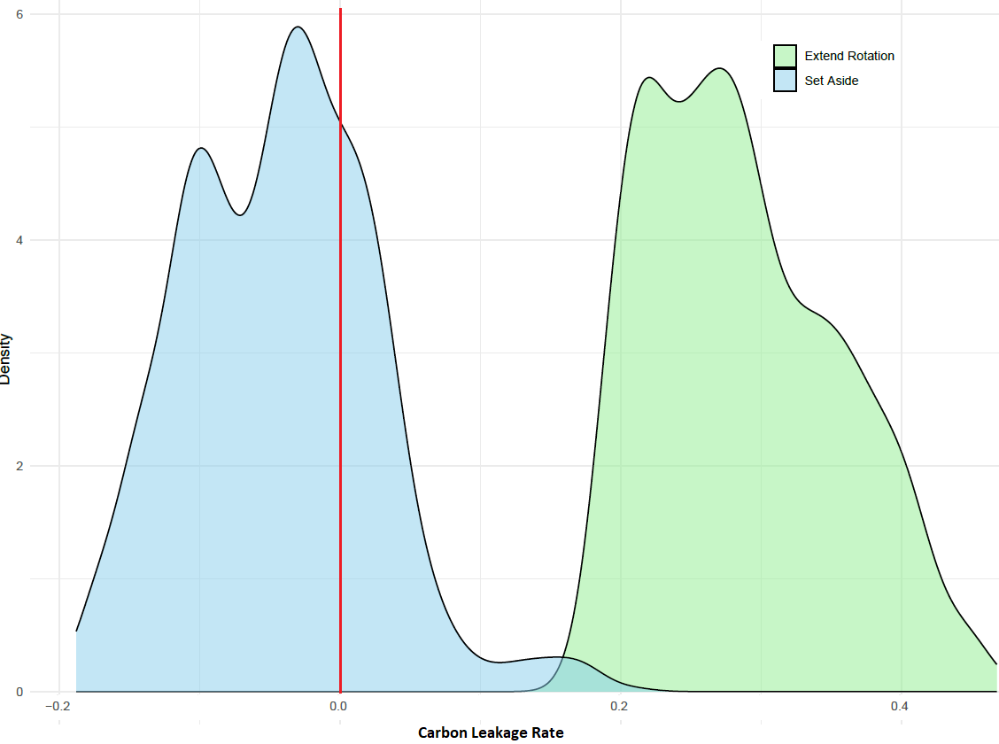 6
4
2
0
Density
Extend Rotation
Set Aside
−0.2
0.0
0.2
0.4
Carbon Leakage Rate